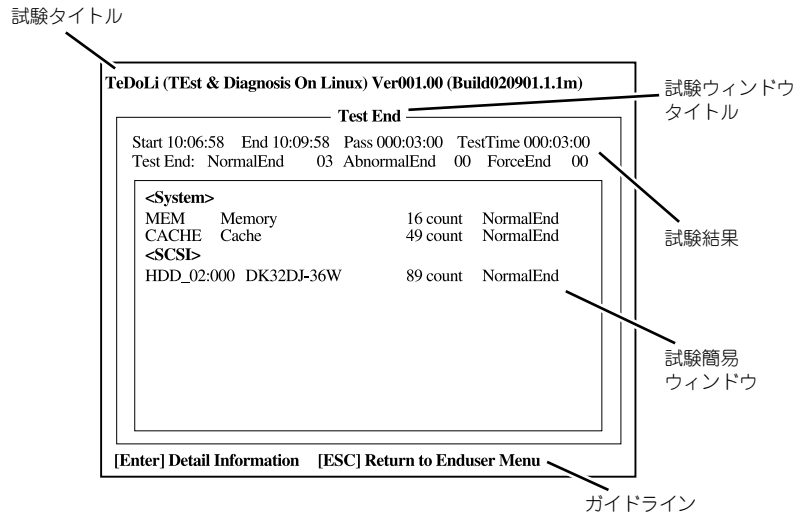 試験タイトル
TeDoLi (TEst & Diagnosis On Linux) Ver001.00 (Build020901.1.1m)
試験ウィンドウ
タイトル
Test End
Start 10:06:58 End 10:09:58 Pass 000:03:00 TestTime 000:03:00
Test End: NormalEnd 03 AbnormalEnd 00 ForceEnd 00
試験結果
<System>
MEM Memory 16 count NormalEnd
CACHE Cache 49 count NormalEnd
<SCSI>
HDD_02:000 DK32DJ-36W 89 count NormalEnd
試験簡易
ウィンドウ
[Enter] Detail Information [ESC] Return to Enduser Menu
ガイドライン